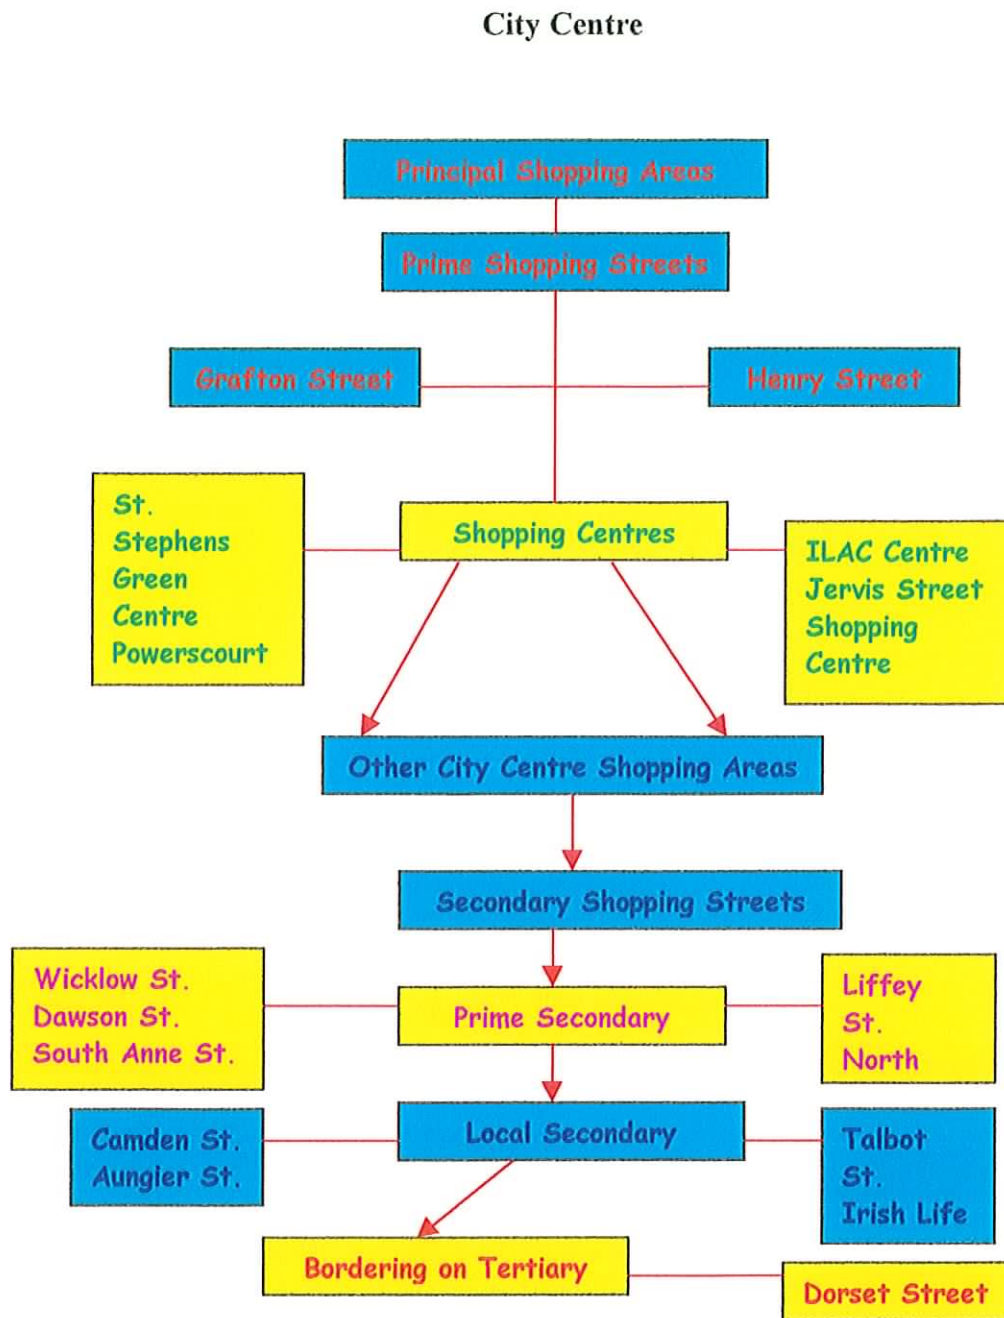 City Centre
Principal Shopping Areas
Prime Shopping Streets
Grafton Street
Henry Street
St.
Stephens
Green
Centre
Powerscourt
Shopping Centres
ILAC Centre
Jervis Street
Shopping
Centre
Other City Centre Shopping Areas
Secondary Shopping Streets
Wicklow St.
Dawson St.
South Anne St.
Prime Secondary
Liffey
St.
North
Camden St.
Aungier St.
Local Secondary
Talbot
St.
Irish Life
Bordering on Tertiary
Dorset Street